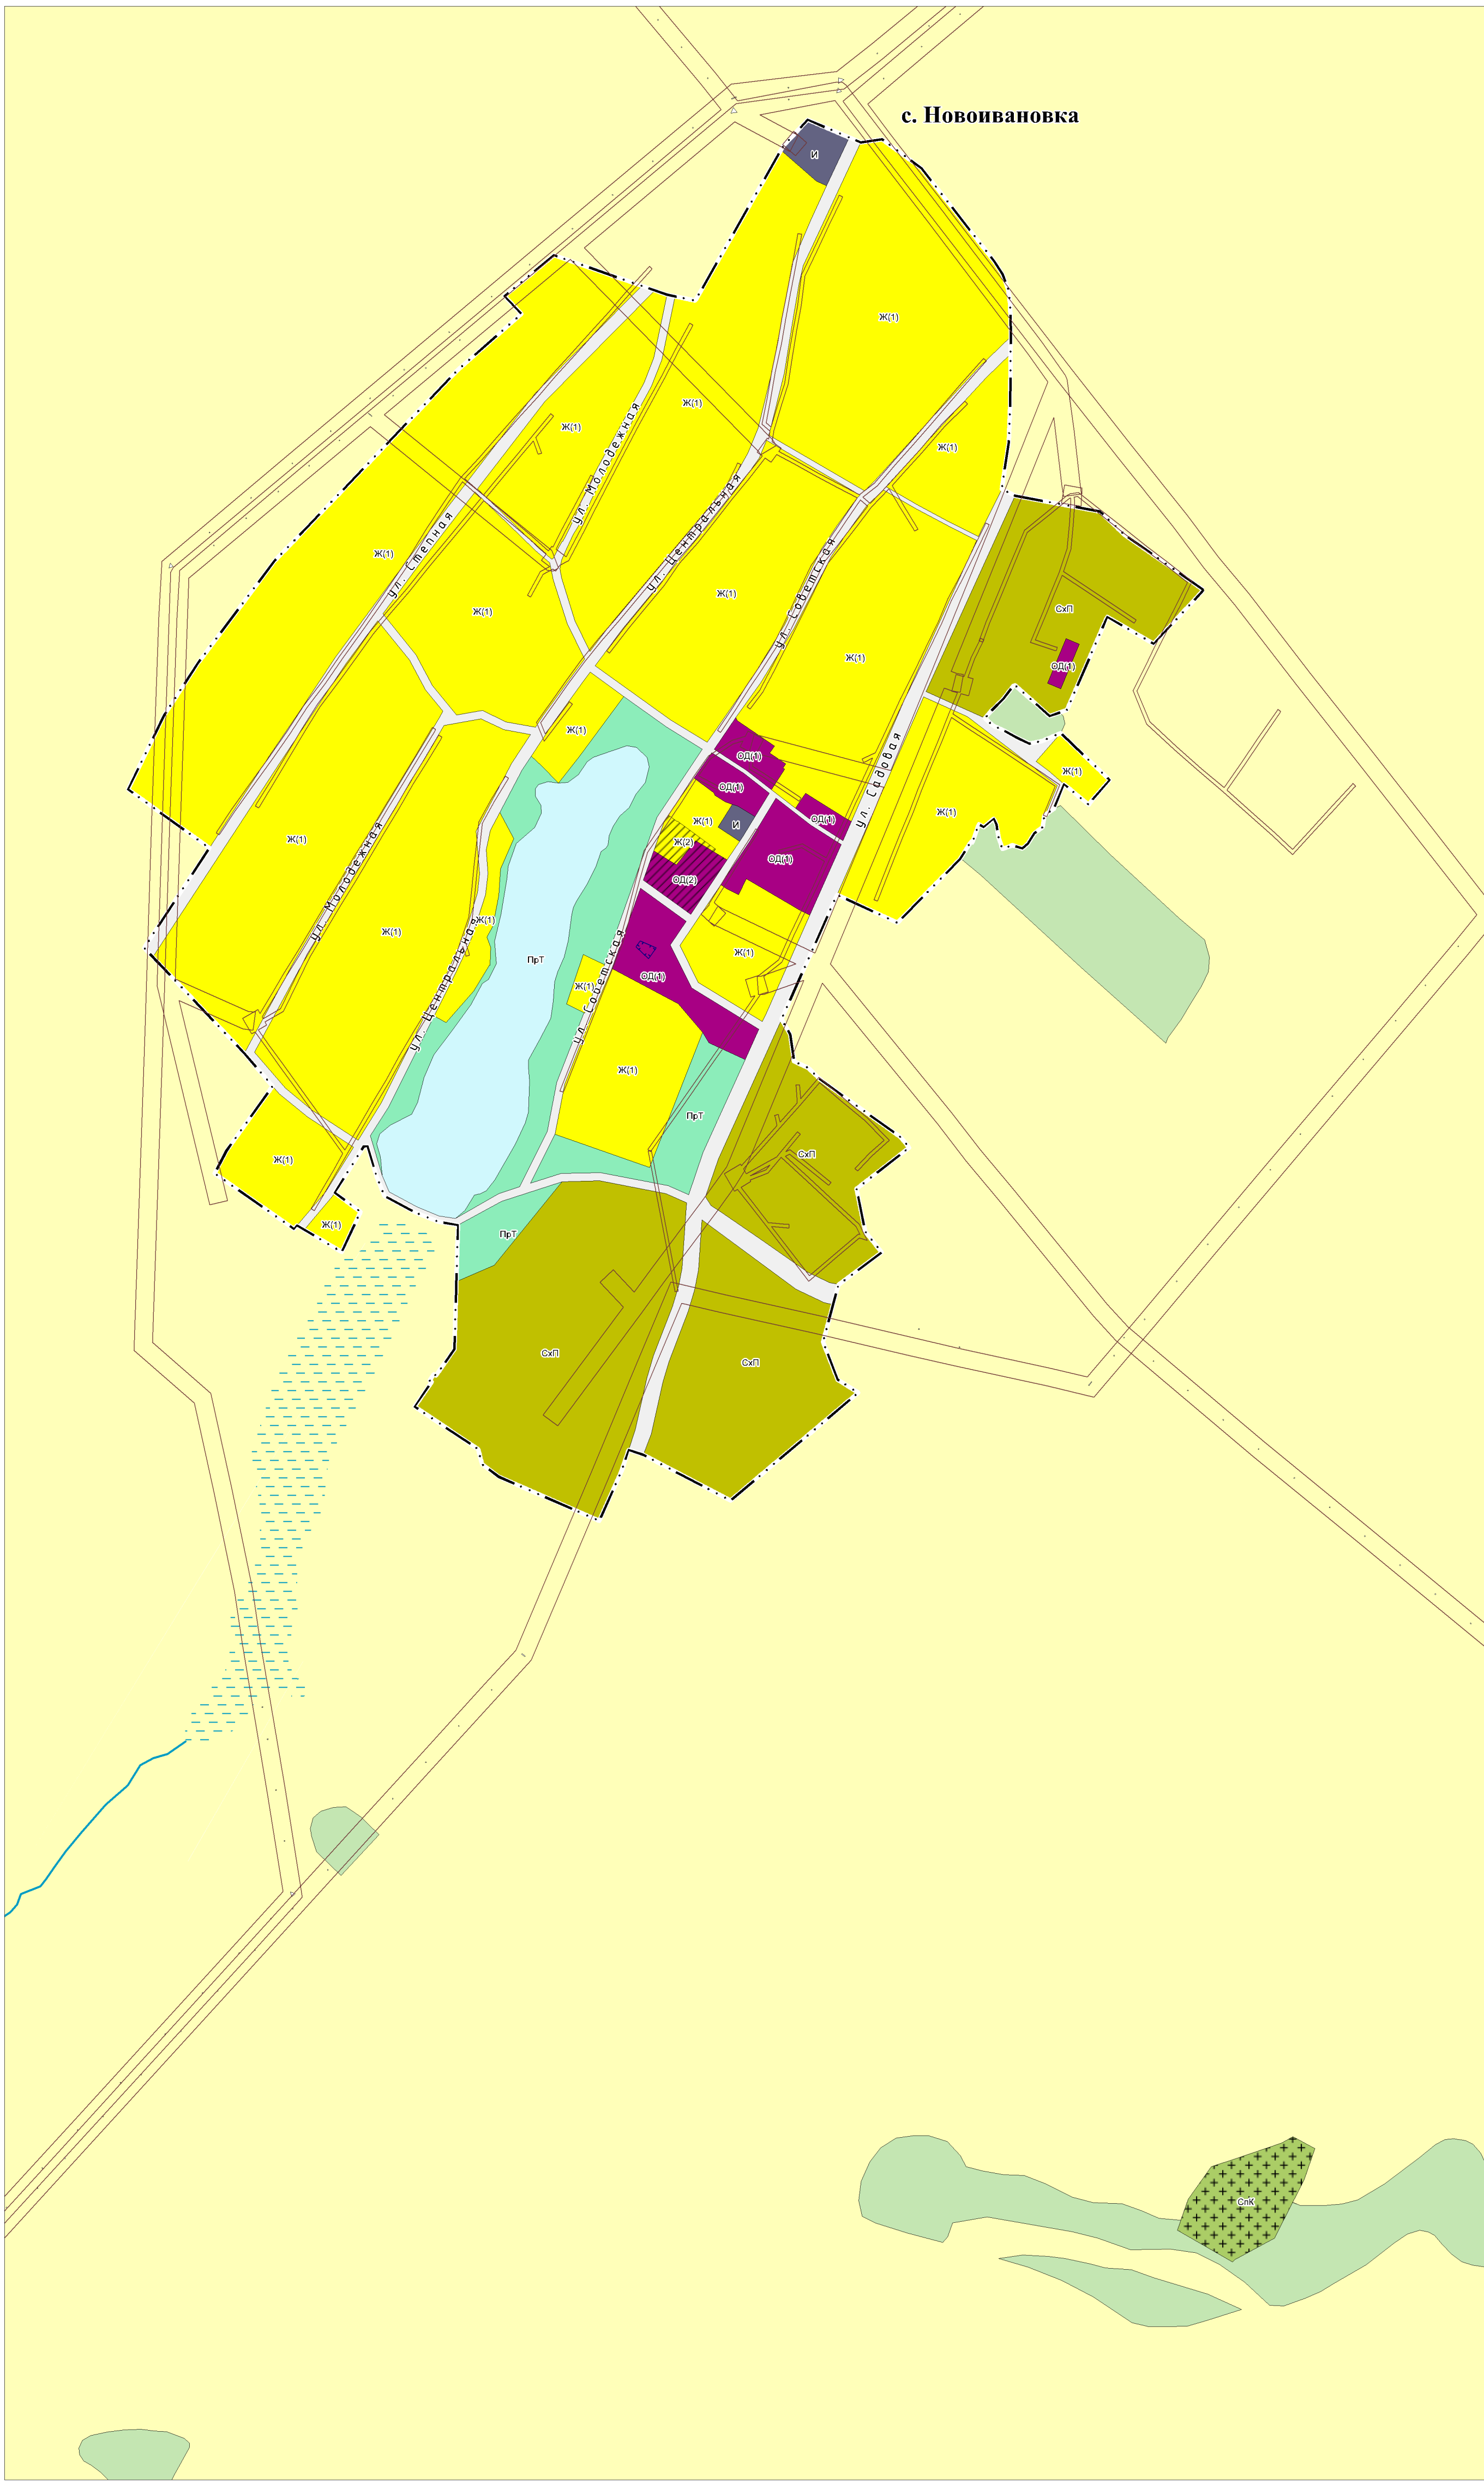 с. Новоивановка
И
Ж(1)
Ж(1)
Ж(1)
ул. Молодежная
Ж(1)
ул. Степная
ул. Центральная
ул. Советская
Ж(1)
Ж(1)
Ж(1)
СхП
Ж(1)
ОД(1)
Ж(1)
ул. Садовая
ОД(1)
Ж(1)
ОД(1)
Ж(1)
ОД(1)
Ж(1)
И
Ж(1)
ул. Молодежная
Ж(2)
ОД(1)
ОД(2)
Ж(1)
Ж(1)
ул. Центральная
ПрТ
ул. Советская
Ж(1)
ОД(1)
Ж(1)
Ж(1)
ПрТ
Ж(1)
СхП
Ж(1)
ПрТ
СхП
СхП
СпК